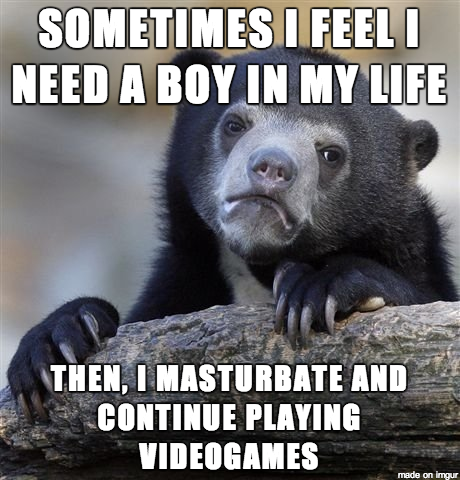 SOMETIMES I FEEL I
NEED A BOY IN MY LIFE
THEN, I MASTURBATE AND
CONTINUE PLAYING
VIDEOGAMES
made on imgur